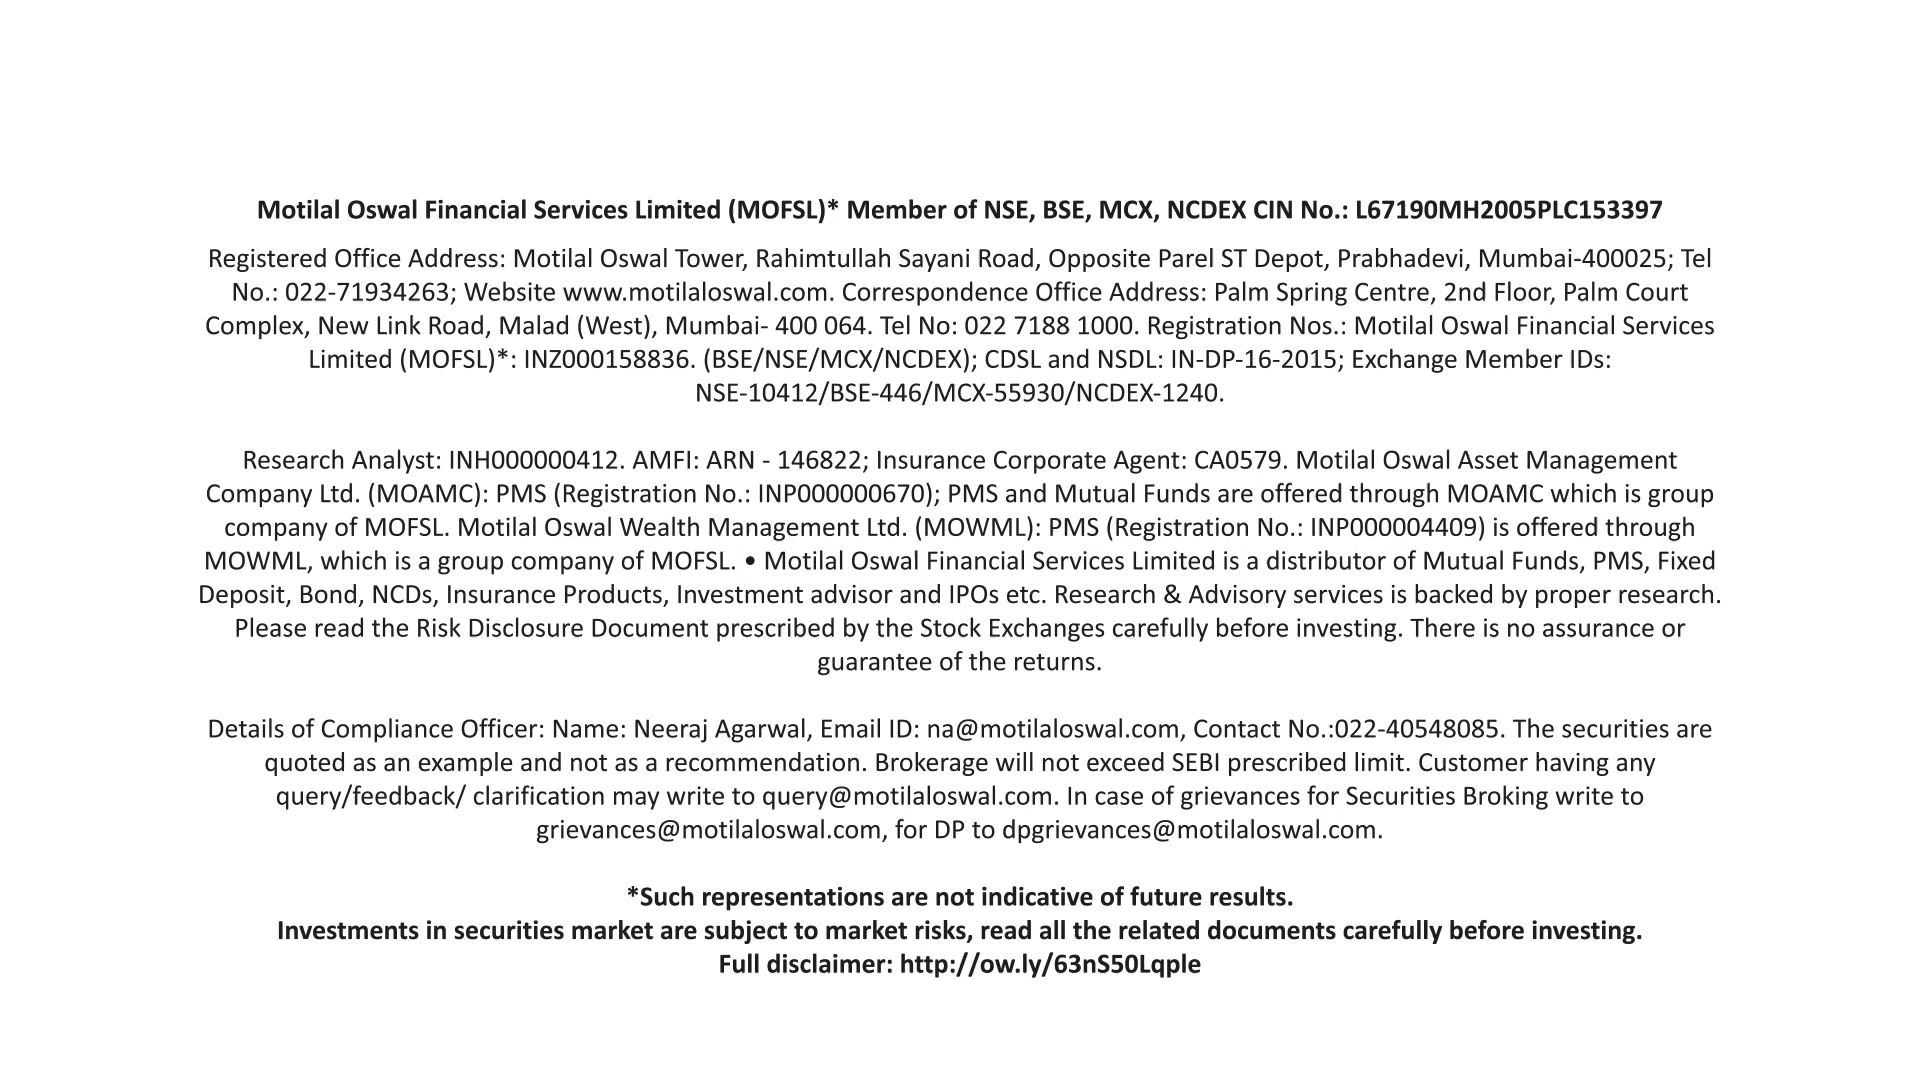 Motilal Oswal Financial Services Limited (MOFSL)* Member of NSE, BSE, MCX, NCDEX CIN No.: L67190MH2005PLC153397
Registered Office Address: Motilal Oswal Tower, Rahimtullah Sayani Road, Opposite Parel ST Depot, Prabhadevi, Mumbai-400025; Tel
No.: 022-71934263; Website www.motilaloswal.com. Correspondence Office Address: Palm Spring Centre, 2nd Floor, Palm Court
Complex, New Link Road, Malad (West), Mumbai- 400 064. Tel No: 022 7188 1000. Registration Nos.: Motilal Oswal Financial Services
Limited (MOFSL)*: INZ000158836. (BSE/NSE/MCX/NCDEX); CDSL and NSDL: IN-DP-16-2015; Exchange Member IDs:
NSE-10412/BSE-446/MCX-55930/NCDEX-1240.
Research Analyst: INH000000412. AMFI: ARN - 146822; Insurance Corporate Agent: CA0579. Motilal Oswal Asset Management
Company Ltd. (MOAMC): PMS (Registration No.: INP000000670); PMS and Mutual Funds are offered through MOAMC which is group
company of MOFSL. Motilal Oswal Wealth Management Ltd. (MOWML): PMS (Registration No.: INP000004409) is offered through
MOWML, which is a group company of MOFSL. • Motilal Oswal Financial Services Limited is a distributor of Mutual Funds, PMS, Fixed
Deposit, Bond, NCDs, Insurance Products, Investment advisor and IPOs etc. Research & Advisory services is backed by proper research.
Please read the Risk Disclosure Document prescribed by the Stock Exchanges carefully before investing. There is no assurance or
guarantee of the returns.
Details of Compliance Officer: Name: Neeraj Agarwal, Email ID: na@motilaloswal.com, Contact No.:022-40548085. The securities are
quoted as an example and not as a recommendation. Brokerage will not exceed SEBI prescribed limit. Customer having any
query/feedback/ clarification may write to query@motilaloswal.com. In case of grievances for Securities Broking write to
grievances@motilaloswal.com, for DP to dpgrievances@motilaloswal.com.
*Such representations are not indicative of future results.
Investments in securities market are subject to market risks, read all the related documents carefully before investing.
Full disclaimer: http://ow.ly/63nS50Lqple